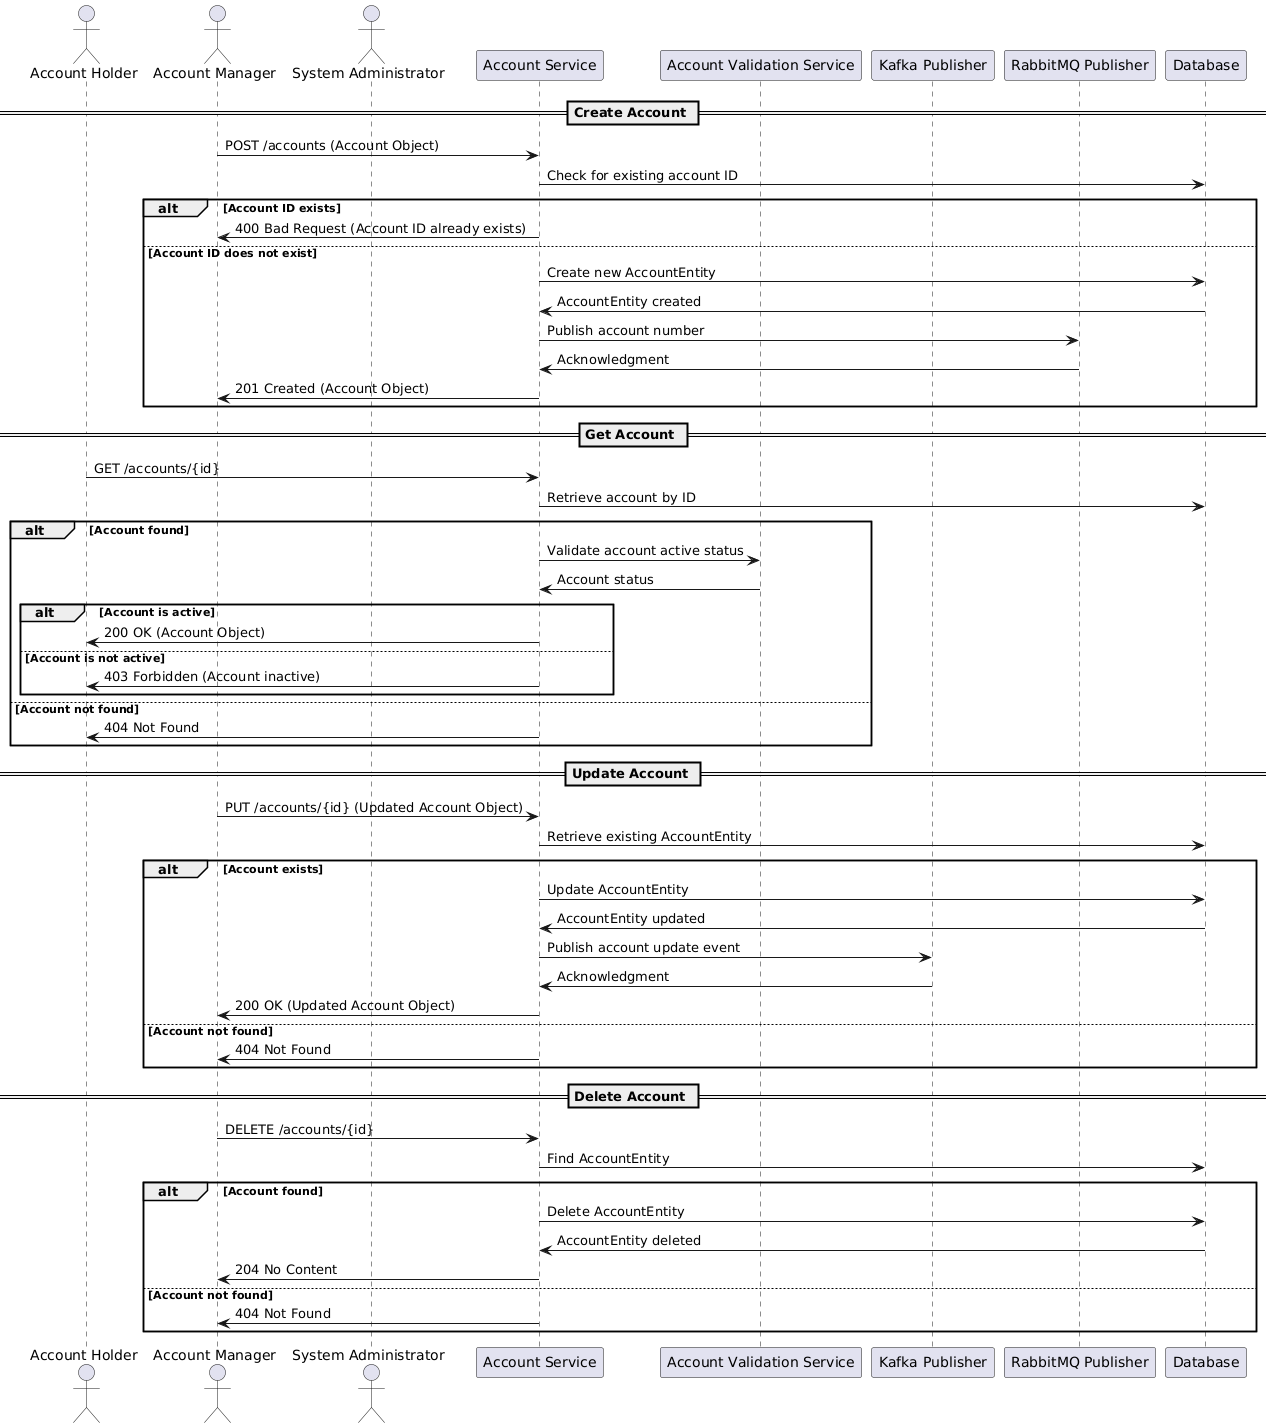 Account Holder
Account Manager
System Administrator
Account Service
Account Validation Service
Kafka Publisher
RabbitMQ Publisher
Database
Create Account
POST /accounts (Account Object)
Check for existing account ID
alt [Account ID exists]
400 Bad Request (Account ID already exists)
[Account ID does not exist]
Create new AccountEntity
AccountEntity created
Publish account number
Acknowledgment
201 Created (Account Object)
Get Account
GET /accounts/{id}
Retrieve account by ID
alt [Account found]
Validate account active status
Account status
alt [Account is active]
200 OK (Account Object)
[Account is not active]
403 Forbidden (Account inactive)
[Account not found]
404 Not Found
Update Account
PUT /accounts/{id} (Updated Account Object)
Retrieve existing AccountEntity
alt [Account exists]
Update AccountEntity
AccountEntity updated
Publish account update event
Acknowledgment
200 OK (Updated Account Object)
[Account not found]
404 Not Found
Delete Account
DELETE /accounts/{id}
Find AccountEntity
alt [Account found]
Delete AccountEntity
AccountEntity deleted
204 No Content
[Account not found]
404 Not Found
Account Holder
Account Manager
System Administrator
Account Service
Account Validation Service
Kafka Publisher
RabbitMQ Publisher
Database